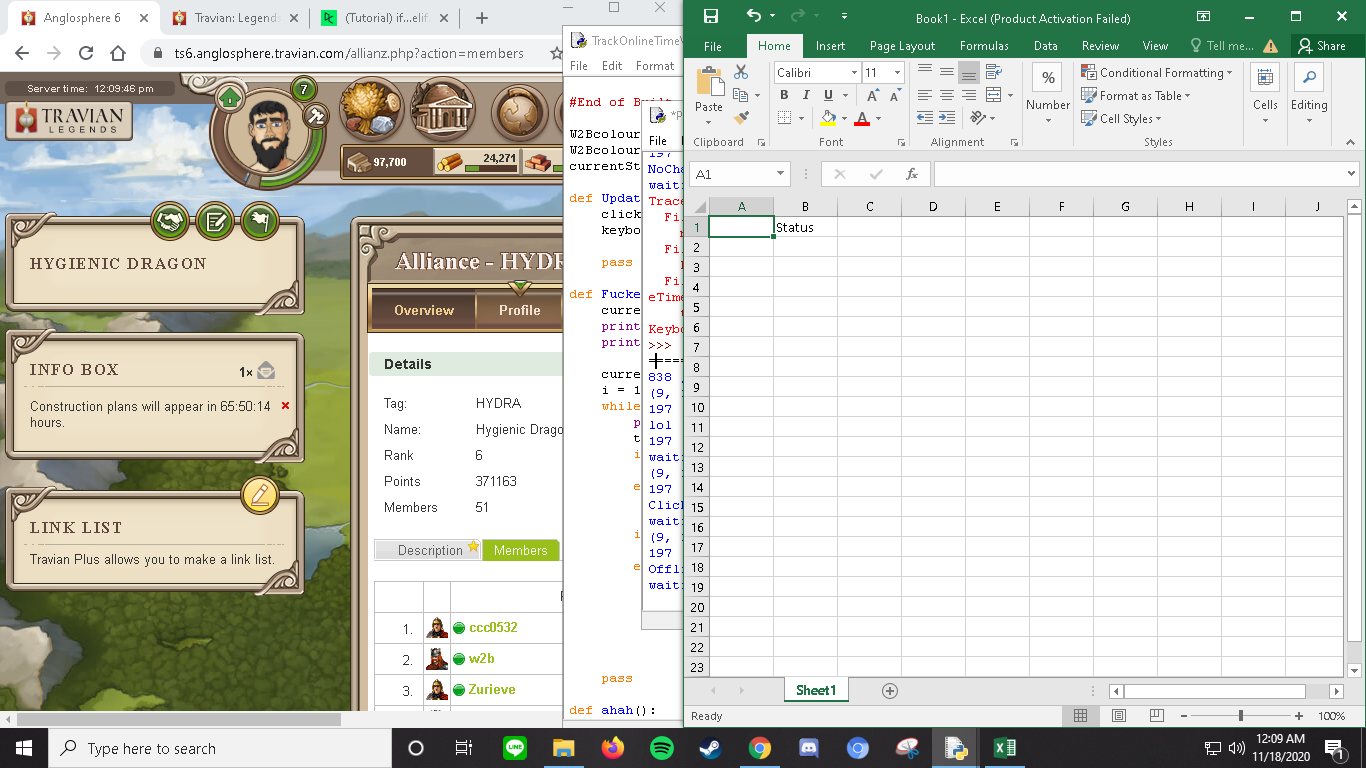 Anglosphere 6
Travian: Legends
(Tutorial) if...elif
ts6.anglosphere.travian.com/allianz.php?action=members
Server time: 12:09:46 pm
TRAVIAN
LEGENDS
7
97,700
24,271
HYGIENIC DRAGON
INFO BOX
1×
Construction plans will appear in 65:50:14
hours.
LINK LIST
Travian Plus allows you to make a link list.
Alliance - HYDR
Overview
Profile
Details
Tag:
HYDRA
Name:
Hygienic Drago
Rank
6
Points
371163
Members
51
Description
Members
1.
ccc0532
2.
w2b
3.
Zurieve
TrackOnlineTime
File Edit Format
#End of Built
W2Bcolour
W2Bcolour
currentSt
def Updat
click
keybo
pass
def Fucke
curre
print
print
curre
i = 1
while
p
t
i
e
i
e
pass
def ahah():
*p
File
197
NoCha
waiti
Trace
Fi
Fi
Fi
eTime
t
Keybo
>>>
====
838
(9,
197
lol
197
waiti
(9,
197
Click
waiti
(9,
197
Offli
waiti
Book1 - Excel (Product Activation Failed)
File Home Insert Page Layout Formulas Data Review View Tell me... Share
Paste
Calibri
11
B I U
A A
A
%
Number
Conditional Formatting
Format as Table
Cell Styles
Cells
Editing
Clipboard
Font
Alignment
Styles
A1
fx
A B C D E F G H I J
1 Status
2
3
4
5
6
7
8
9
10
11
12
13
14
15
16
17
18
19
20
21
22
23
Sheet1
Ready
100%
Type here to search
LINE
12:09 AM
11/18/2020
1